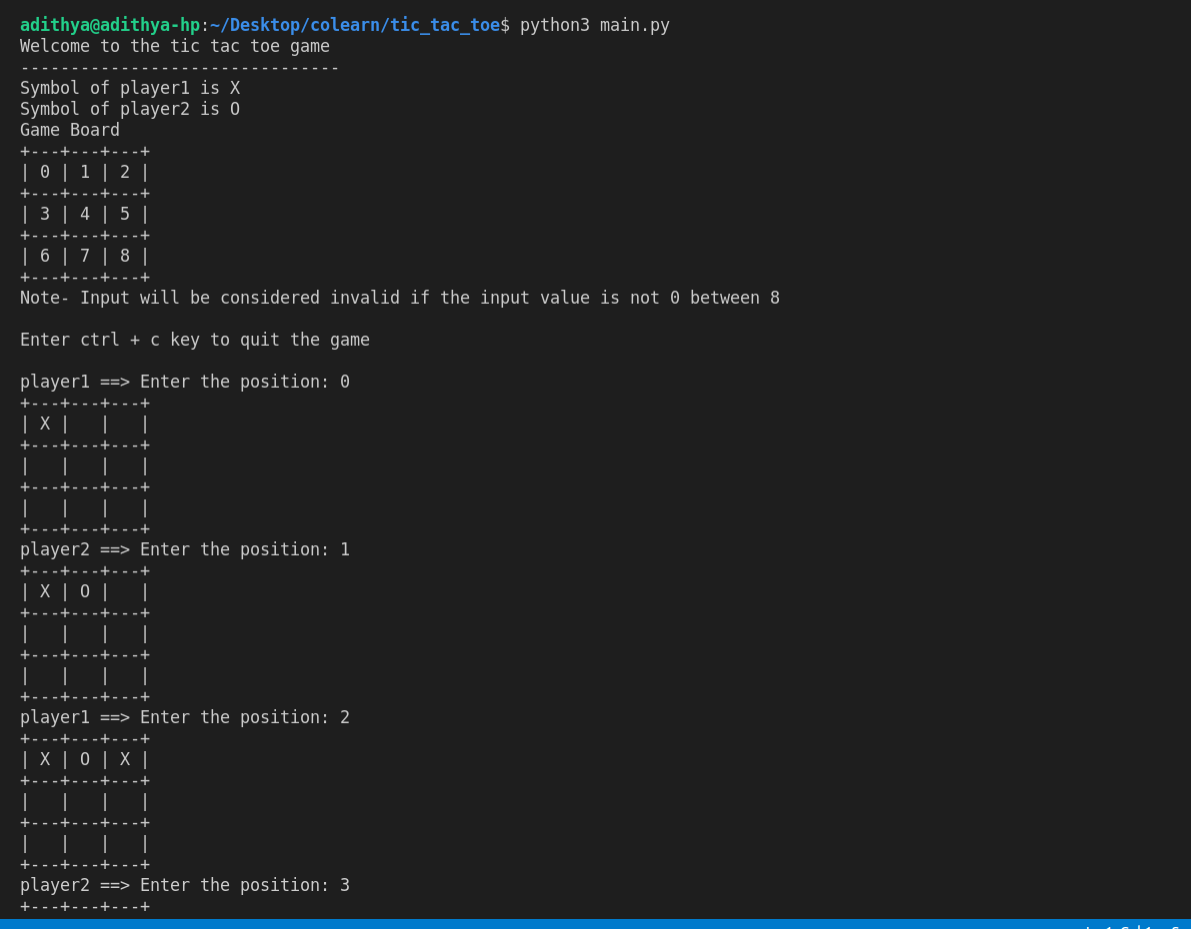 adithya@adithya-hp:~/Desktop/colearn/tic_tac_toe$ python3 main.py
Welcome to the tic tac toe game
--------------------------------
Symbol of player1 is X
Symbol of player2 is O
Game Board
+---+---+---+
| 0 | 1 | 2 |
+---+---+---+
| 3 | 4 | 5 |
+---+---+---+
| 6 | 7 | 8 |
+---+---+---+
Note- Input will be considered invalid if the input value is not 0 between 8
Enter ctrl + c key to quit the game
player1 ==> Enter the position: 0
+---+---+---+
| X |   |   |
+---+---+---+
|   |   |   |
+---+---+---+
|   |   |   |
+---+---+---+
player2 ==> Enter the position: 1
+---+---+---+
| X | O |   |
+---+---+---+
|   |   |   |
+---+---+---+
|   |   |   |
+---+---+---+
player1 ==> Enter the position: 2
+---+---+---+
| X | O | X |
+---+---+---+
|   |   |   |
+---+---+---+
|   |   |   |
+---+---+---+
player2 ==> Enter the position: 3
+---+---+---+